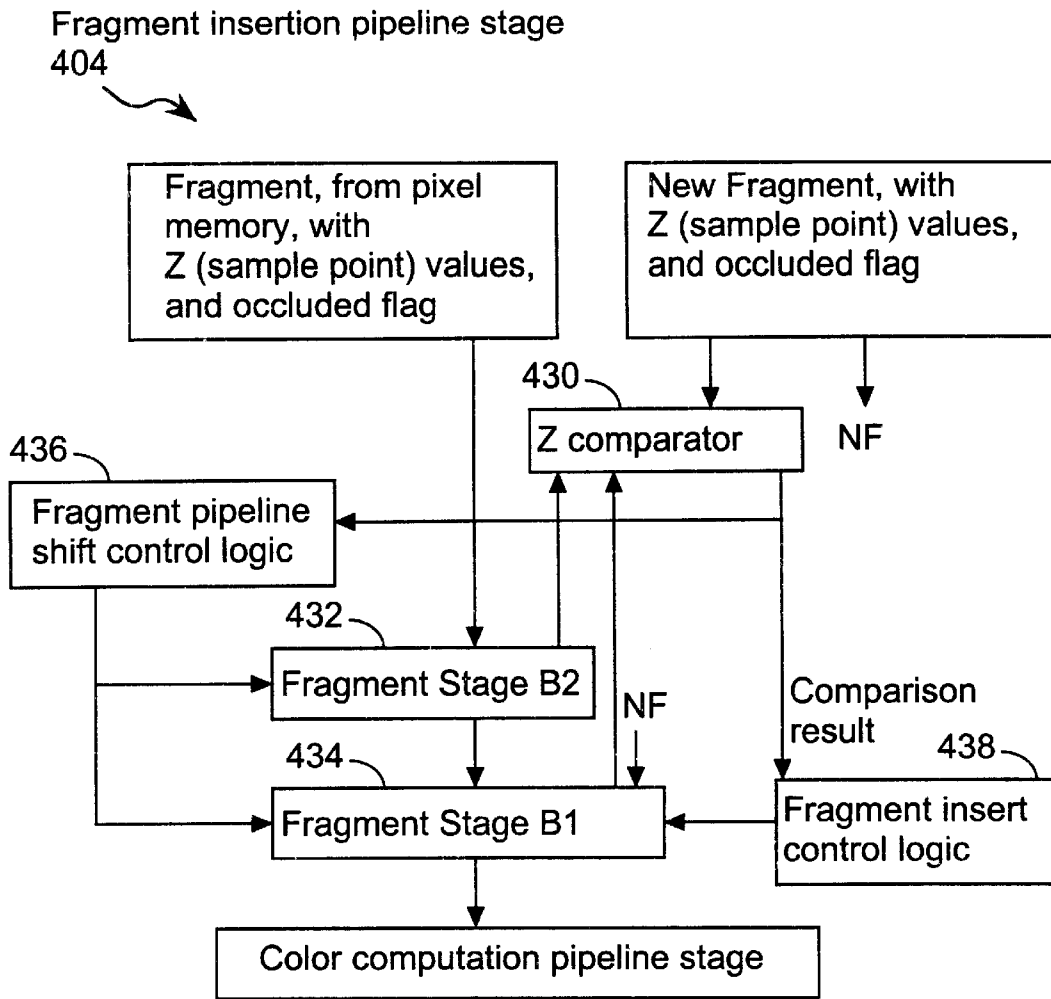 Fragment insertion pipeline stage
404
Fragment, from pixel
memory, with
Z (sample point) values,
and occluded flag
New Fragment, with
Z (sample point) values,
and occluded flag
430
Z comparator
NF
436
Fragment pipeline
shift control logic
432
Fragment Stage B2
NF
Comparison
result
434
Fragment Stage B1
438
Fragment insert
control logic
Color computation pipeline stage